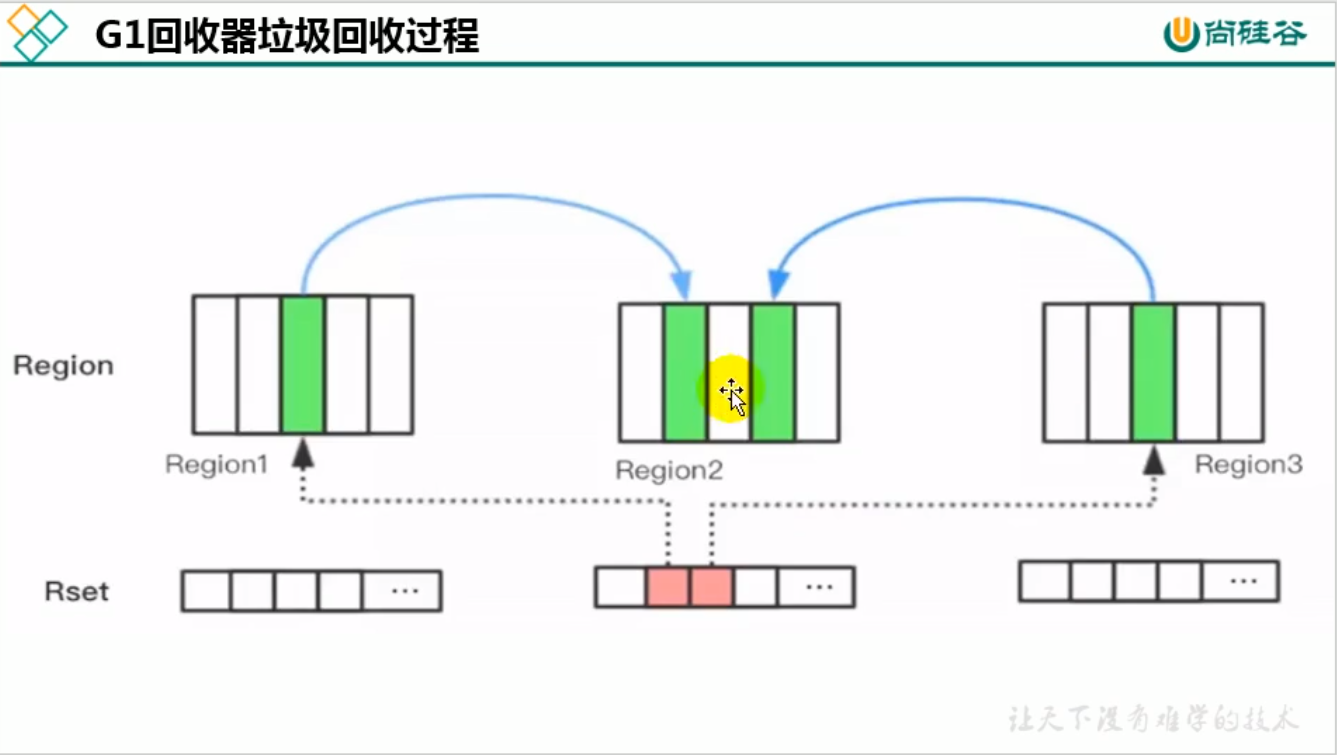 G1回收器垃圾回收过程
尚硅谷
Region
Region1
Region2
Region3
Rset
...
...
...
让天下没有难学的技术